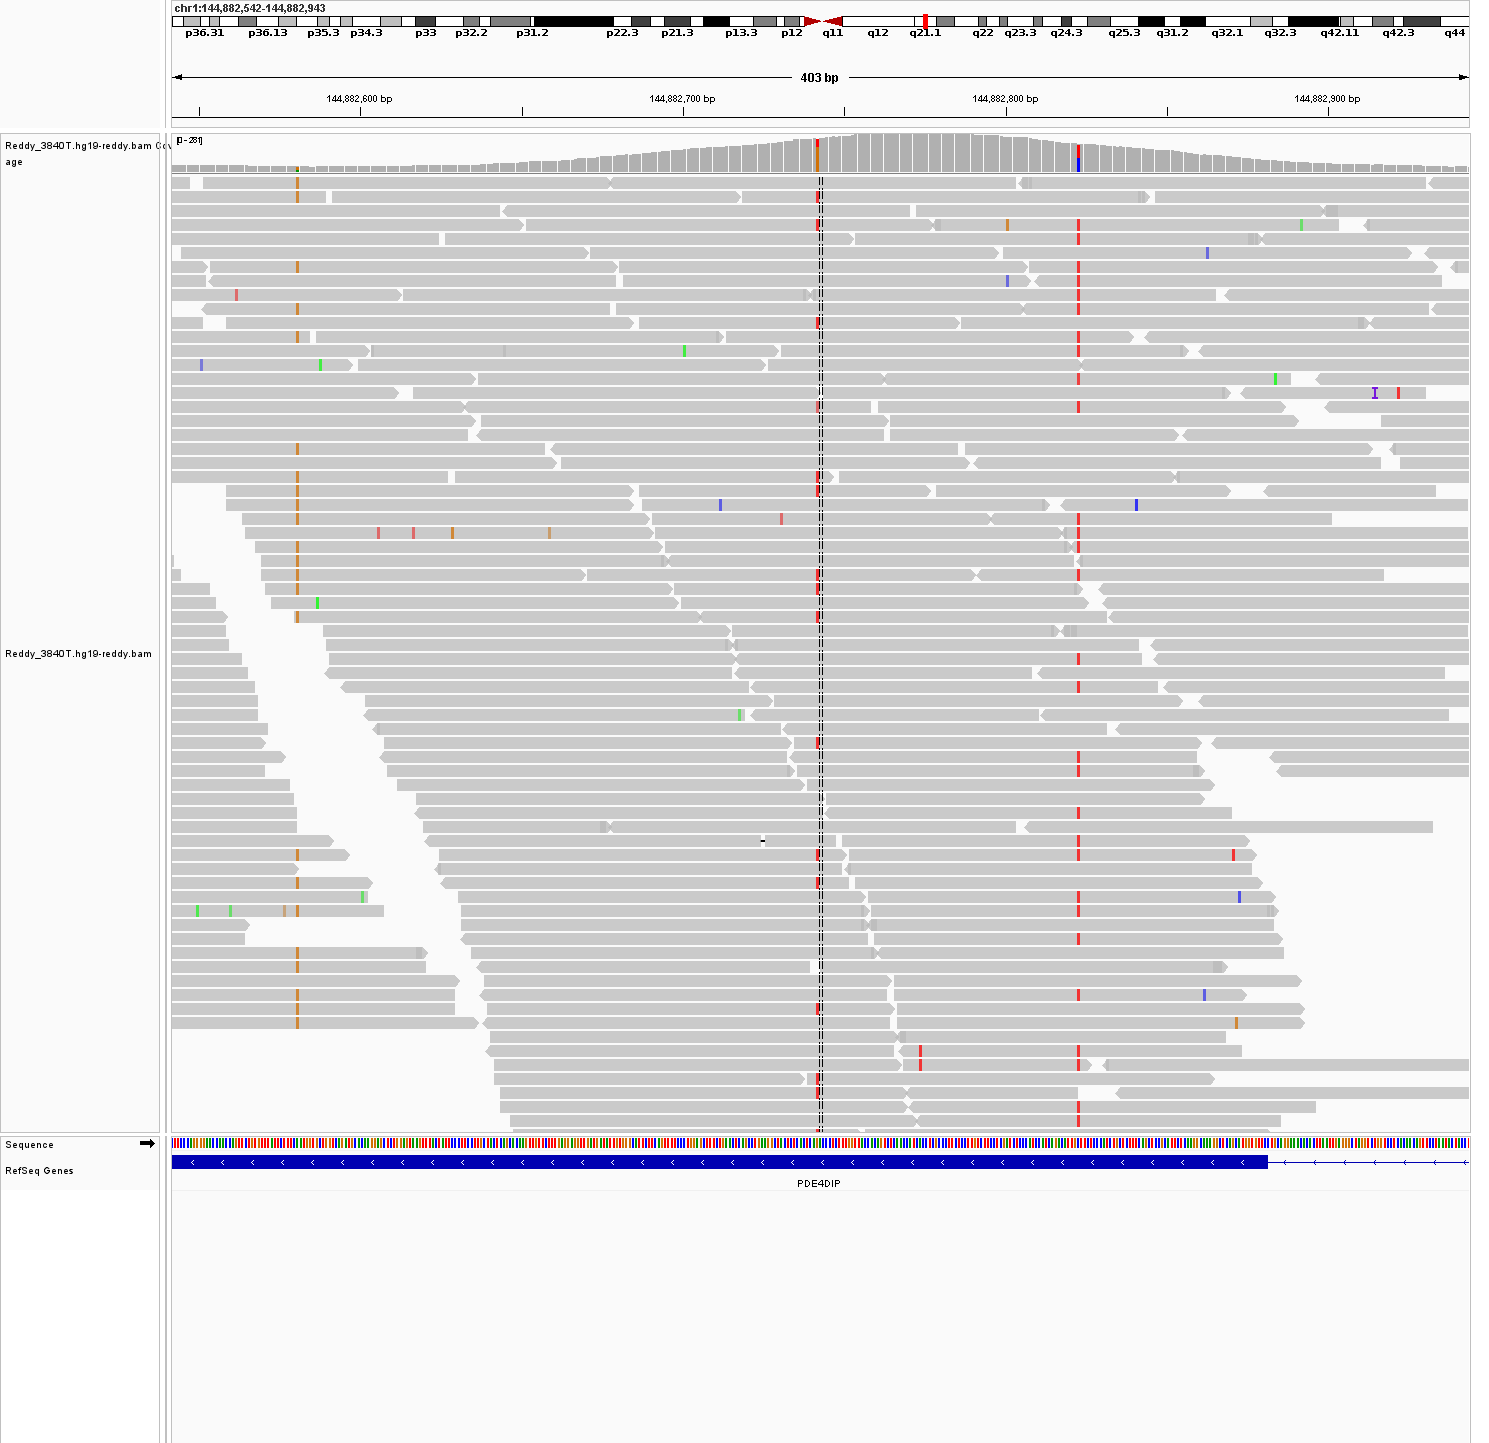 chr1:144,882,542-144,882,943
p36.31 p36.13 p35.3 p34.3 p33 p32.2 p31.2 p22.3 p21.3 p13.3 p12 q11 q12 q21.1 q22 q23.3 q24.3 q25.3 q31.2 q32.1 q32.3 q42.11 q42.3 q44
403 bp
144,882,600 bp 144,882,700 bp 144,882,800 bp 144,882,900 bp
[0-281]
Reddy_3840T.hg19-reddy.bam Cov
age
Reddy_3840T.hg19-reddy.bam
Sequence
RefSeq Genes
PDE4DIP